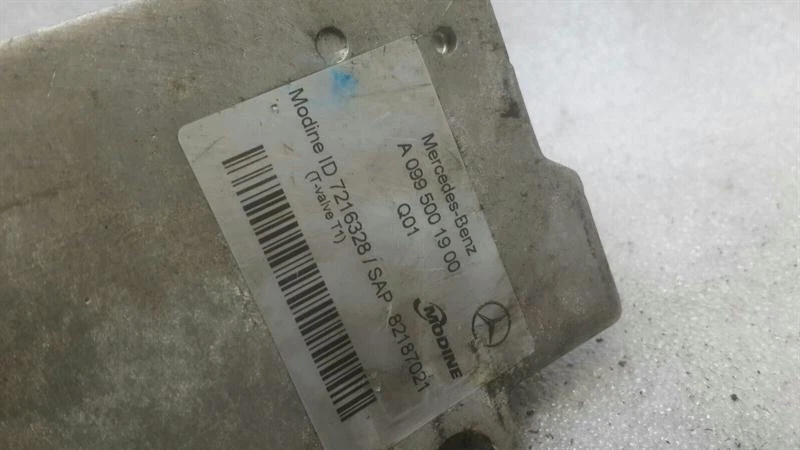 Mercedes-Benz
A 099 500 19 00
Q01
MODINE
Modine ID 7216328 / SAP 82187021
(T-valve T1)